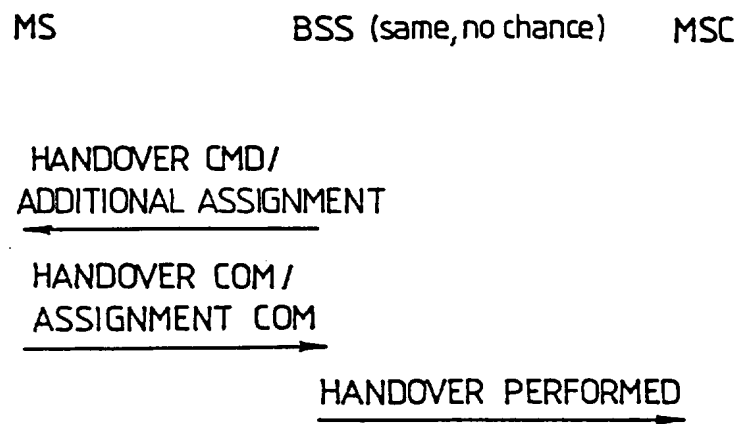 MS BSS (same, no chance) MSC
HANDOVER CMD/
ADDITIONAL ASSIGNMENT
HANDOVER COM/
ASSIGNMENT COM
HANDOVER PERFORMED